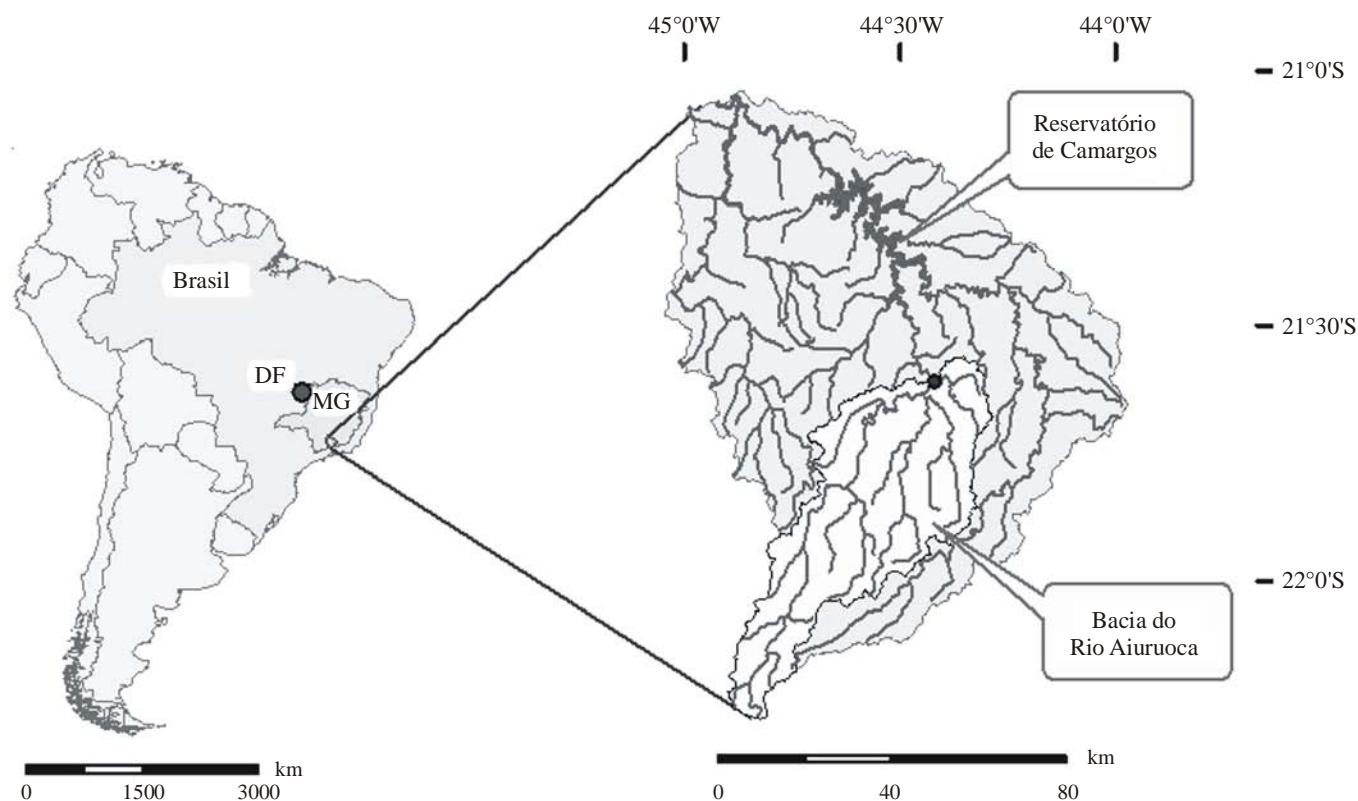 45°0'W 44°30'W 44°0'W
21°0'S
Reservatório
de Camargos
Brasil
21°30'S
DF
MG
22°0'S
Bacia do
Rio Aiuruoca
km
0 1500 3000
km
0 40 80